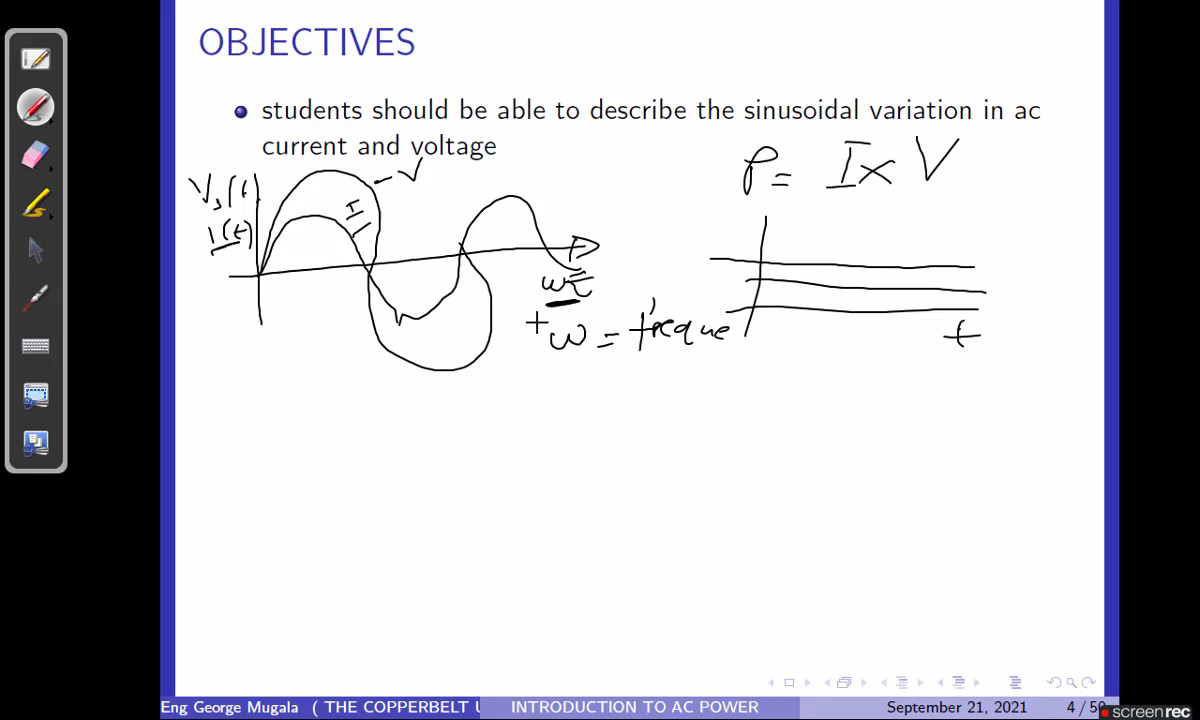 OBJECTIVES
students should be able to describe the sinusoidal variation in ac
current and voltage
V
P = I x V
I
I(t)
ωt
ω = freque
t
Eng George Mugala ( THE COPPERBELT U
INTRODUCTION TO AC POWER
September 21, 2021
4 / 50
screenrec